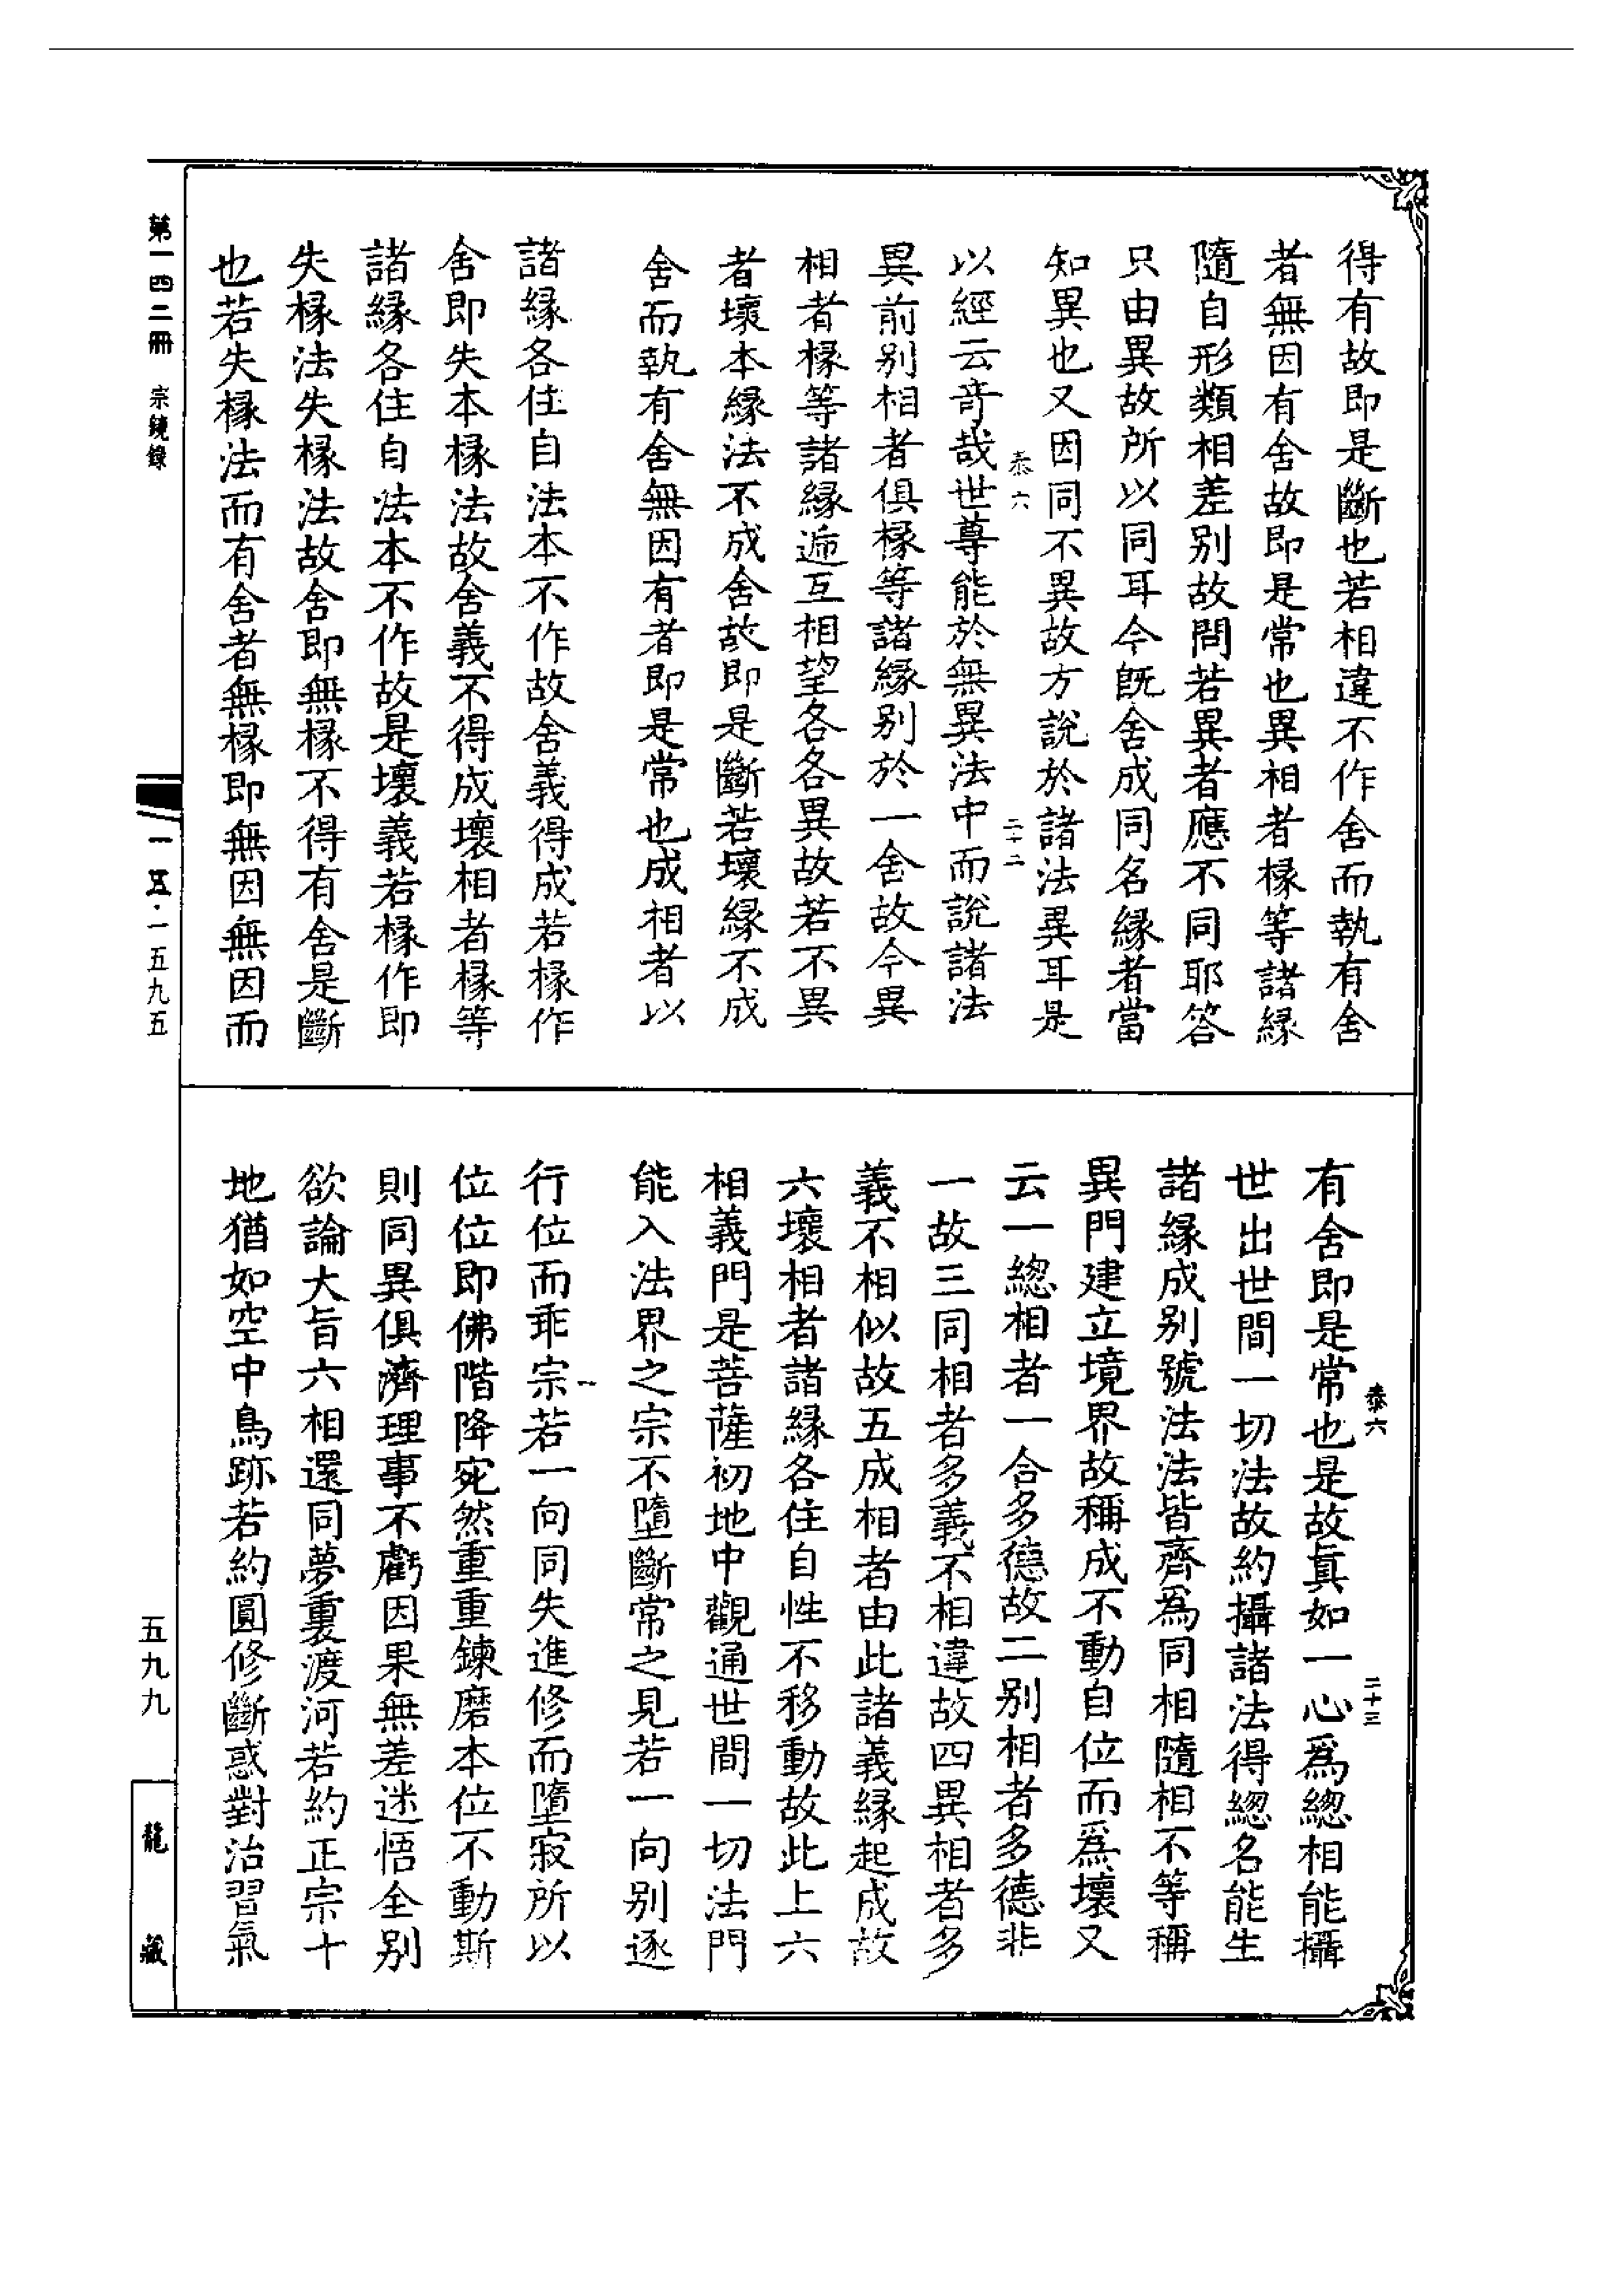 得有故即是斷也若相違不作舍而執有舍
者無因有舍故即是常也異相者椽等諸緣
隨自形類相差別故問若異者應不同耶答
只由異故所以同耳今旣舍成同名緣者當
知異也又因同不異故方說於諸法異耳是
泰六
二十二
以經云奇哉世尊能於無異法中而說諸法
異前別相者俱椽等諸緣別於一舍故今異
相者椽等諸緣遞互相望各各異故若不異
者壞本緣法不成舍故即是斷若壞緣不成
舍而執有舍無因有者即是常也成相者以
諸緣各住自法本不作故舍義得成若椽作
舍即失本椽法故舍義不得成壞相者椽等
諸緣各住自法本不作故是壞義若椽作即
失椽法失椽法故舍即無椽不得有舍是斷
也若失椽法而有舍者無椽即無因無因而
泰六
二十三
有舍即是常也是故真如一心爲總相能攝
世出世間一切法故約攝諸法得總名能生
諸緣成別號法法皆齊爲同相隨相不等稱
異門建立境界故稱成不動自位而爲壞又
云一總相者一合多德故二別相者多德非
一故三同相者多義不相違故四異相者多
義不相似故五成相者由此諸義緣起成故
六壞相者諸緣各住自性不移動故此上六
相義門是菩薩初地中觀通世間一切法門
能入法界之宗不墮斷常之見若一向別逐
行位而乖宗若一向同失進修而墮寂所以
位位即佛階降宛然重重鍊磨本位不動斯
則同異俱濟理事不虧因果無差迷悟全別
欲論大旨六相還同夢裏渡河若約正宗十
地猶如空中鳥跡若約圓修斷惑對治習氣
第一四二冊 宗鏡錄
一五·一五九五
五九九
龍藏